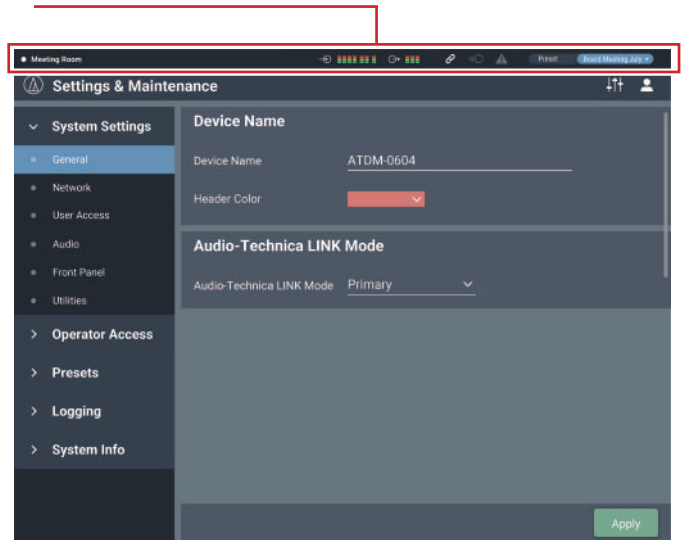 Meeting Room Preset Board Meeting July
Settings & Maintenance
System Settings
General
Network
User Access
Audio
Front Panel
Utilities
Operator Access
Presets
Logging
System Info
Device Name
Device Name ATDM-0604
Header Color
Audio-Technica LINK Mode
Audio-Technica LINK Mode Primary
Apply